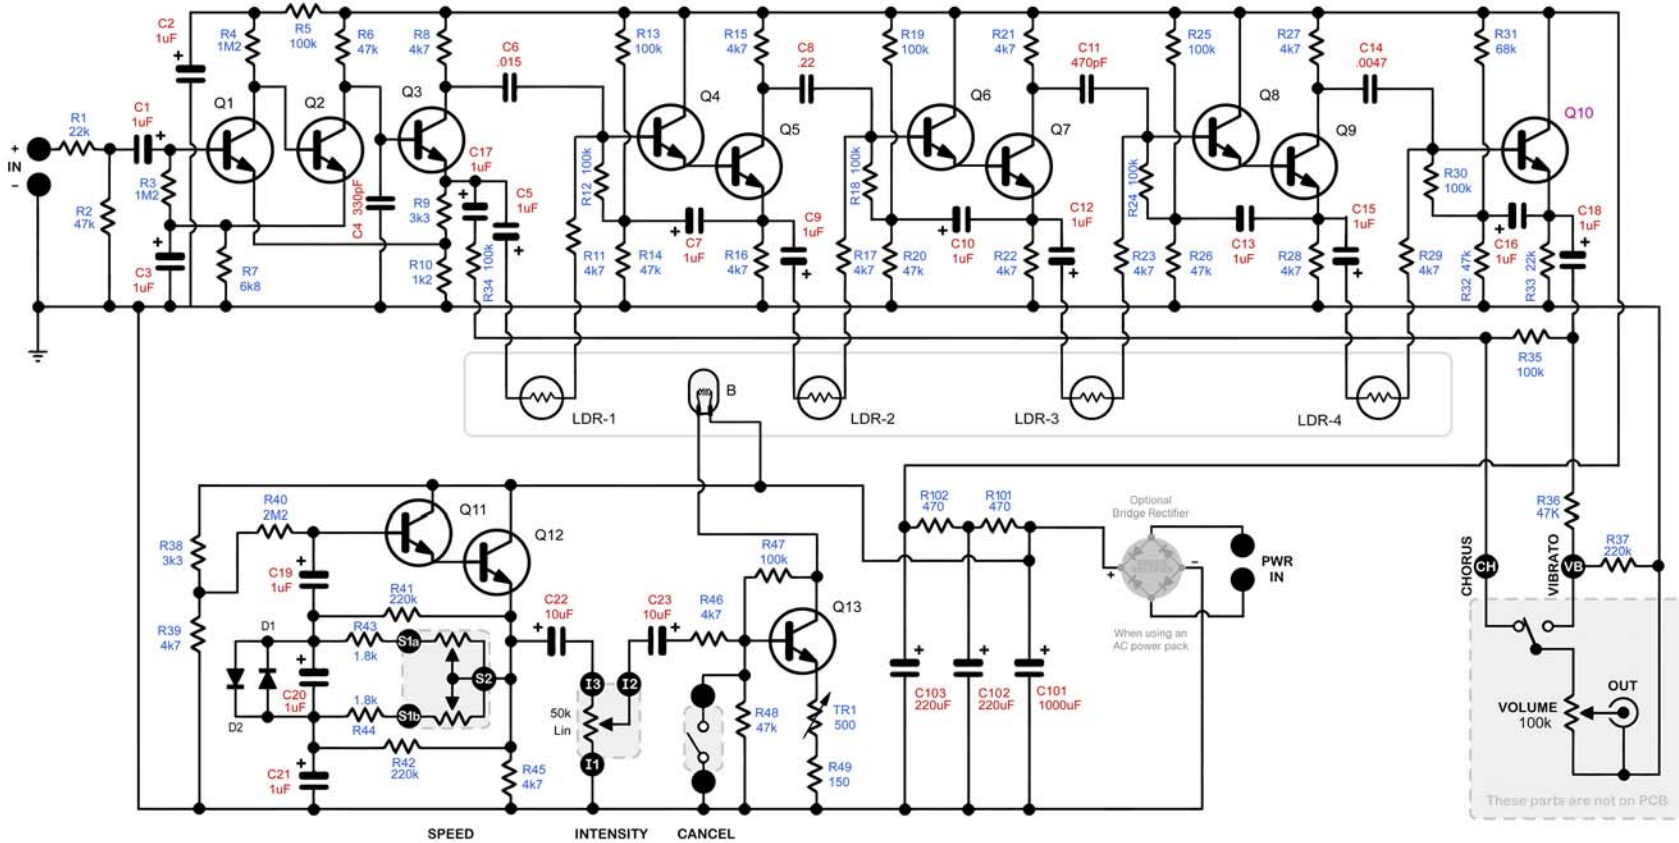 C2
1uF
R4
1M2
R5
100k
R6
47k
R8
4k7
C6
.015
R13
100k
R15
4k7
C8
.22
R19
100k
R21
4k7
C11
470pF
R25
100k
R27
4k7
C14
.0047
R31
68k
+
IN
–
R1
22k
C1
1uF
+
Q1
Q2
Q3
Q4
Q5
Q6
Q7
Q8
Q9
Q10
R2
47k
R3
1M2
C3
1uF
R7
6k8
C4 330pF
R9
3k3
R10
1k2
C17
1uF
C5
1uF
R34 100k
R12 100k
R11
4k7
R14
47k
C7
1uF
R16
4k7
C9
1uF
R18 100k
R17
4k7
R20
47k
C10
1uF
R22
4k7
C12
1uF
R24 100k
R23
4k7
R26
47k
C13
1uF
R28
4k7
C15
1uF
R30
100k
R29
4k7
R32 47k
C16
1uF
R33 22k
C18
1uF
R35
100k
LDR-1
B
LDR-2
LDR-3
LDR-4
R40
2M2
Q11
Q12
R38
3k3
R39
4k7
C19
1uF
R41
220k
D1
D2
R43
1.8k
S1a
S2
C20
1uF
1.8k
R44
S1b
R42
220k
C21
1uF
R45
4k7
C22
10uF
I3
I2
50k
Lin
I1
C23
10uF
R46
4k7
R47
100k
Q13
R48
47k
TR1
500
R49
150
R102
470
R101
470
C103
220uF
C102
220uF
C101
1000uF
Optional
Bridge Rectifier
+
–
PWR
IN
When using an
AC power pack
CHORUS
CH
VIBRATO
VB
R36
47K
R37
220k
VOLUME
100k
OUT
These parts are not on PCB
SPEED
INTENSITY
CANCEL